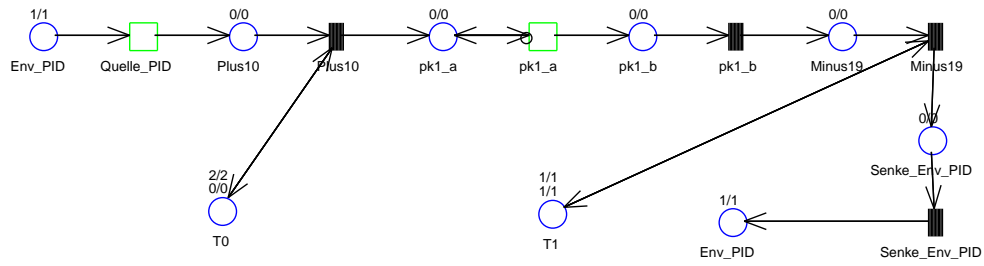 1/1
0/0
0/0
0/0
0/0
Env_PID
Quelle_PID
Plus10
Plus10
pk1_a
pk1_a
pk1_b
pk1_b
Minus19
Minus19
0/0
Senke_Env_PID
2/2
0/0
T0
1/1
1/1
T1
1/1
Env_PID
Senke_Env_PID